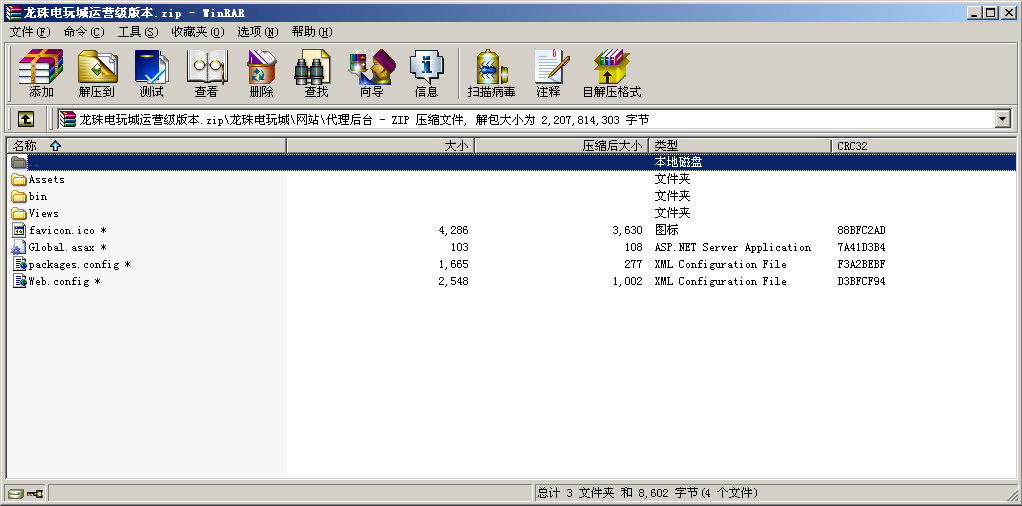 龙珠电玩城运营级版本.zip - WinRAR
文件(F) 命令(C) 工具(S) 收藏夹(O) 选项(N) 帮助(H)
添加 解压到 测试 查看 删除 查找 向导 信息 扫描病毒 注释 自解压格式
龙珠电玩城运营级版本.zip\龙珠电玩城\网站\代理后台 - ZIP 压缩文件, 解包大小为 2,207,814,303 字节
名称 大小 压缩后大小 类型 CRC32
.. 本地磁盘
Assets 文件夹
bin 文件夹
Views 文件夹
favicon.ico * 4,286 3,630 图标 88BFC2AD
Global.asax * 103 108 ASP.NET Server Application 7A41D3B4
packages.config * 1,665 277 XML Configuration File F3A2BEBF
Web.config * 2,548 1,002 XML Configuration File D3BFCF94
总计 3 文件夹 和 8,602 字节(4 个文件)